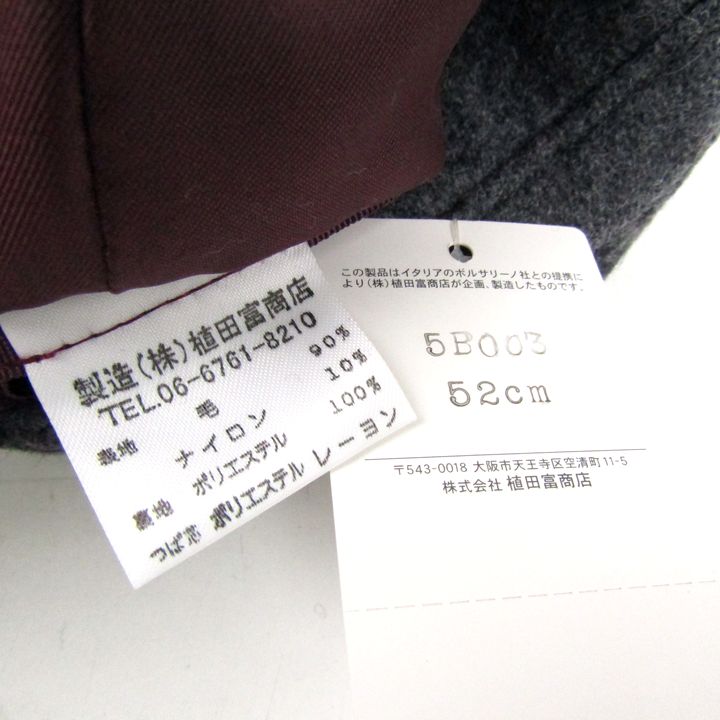 製造(株)植田富商店
TEL.06-6761-8210
表地 毛 90%
ナイロン 10%
裏地 ポリエステル 100%
つば芯 ポリエステル レーヨン
この製品はイタリアのボルサリーノ社との提携に
より(株)植田富商店が企画、製造したものです。
5B003
52cm
〒543-0018 大阪市天王寺区空清町11-5
株式会社 植田富商店